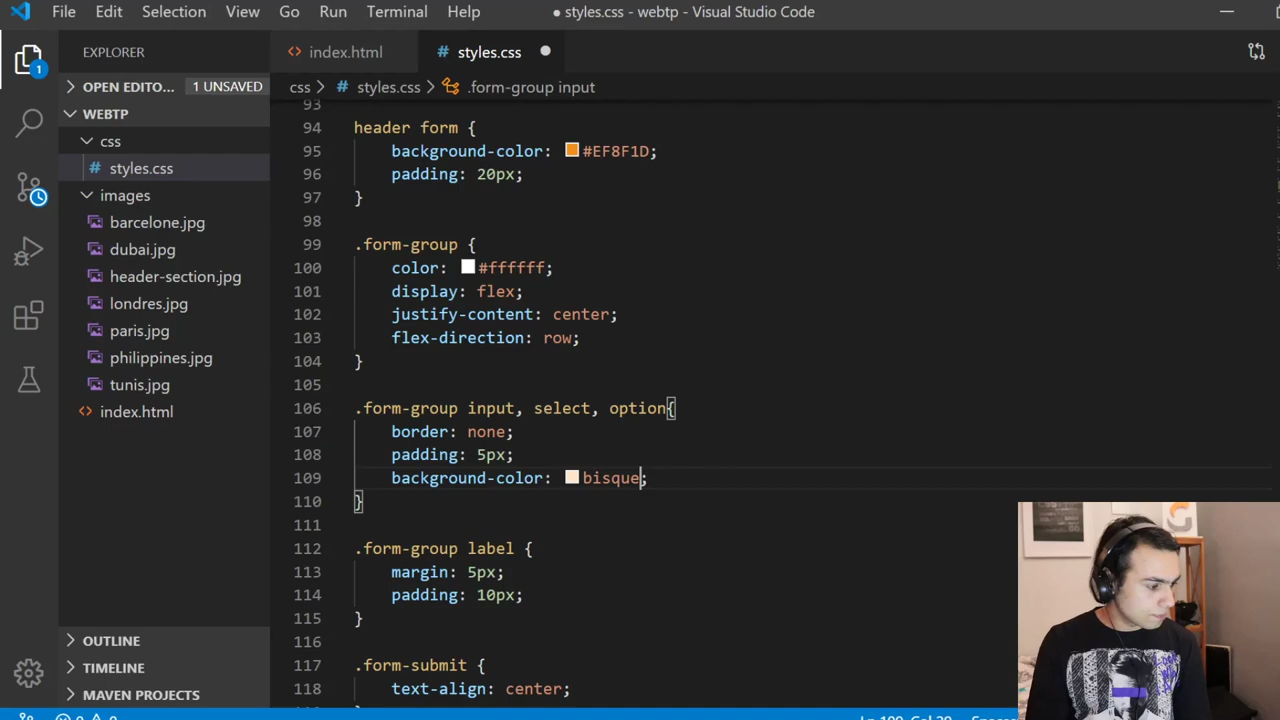 File Edit Selection View Go Run Terminal Help ● styles.css - webtp - Visual Studio Code
EXPLORER
<> index.html # styles.css ●
1
OPEN EDITO... 1 UNSAVED
css > # styles.css > .form-group input
WEBTP
css
# styles.css
images
barcelone.jpg
dubai.jpg
header-section.jpg
londres.jpg
paris.jpg
philippines.jpg
tunis.jpg
<> index.html
OUTLINE
TIMELINE
MAVEN PROJECTS
93
94 header form {
95 background-color: #EF8F1D;
96 padding: 20px;
97 }
98
99 .form-group {
100 color: #ffffff;
101 display: flex;
102 justify-content: center;
103 flex-direction: row;
104 }
105
106 .form-group input, select, option{
107 border: none;
108 padding: 5px;
109 background-color: bisque;
110 }
111
112 .form-group label {
113 margin: 5px;
114 padding: 10px;
115 }
116
117 .form-submit {
118 text-align: center;